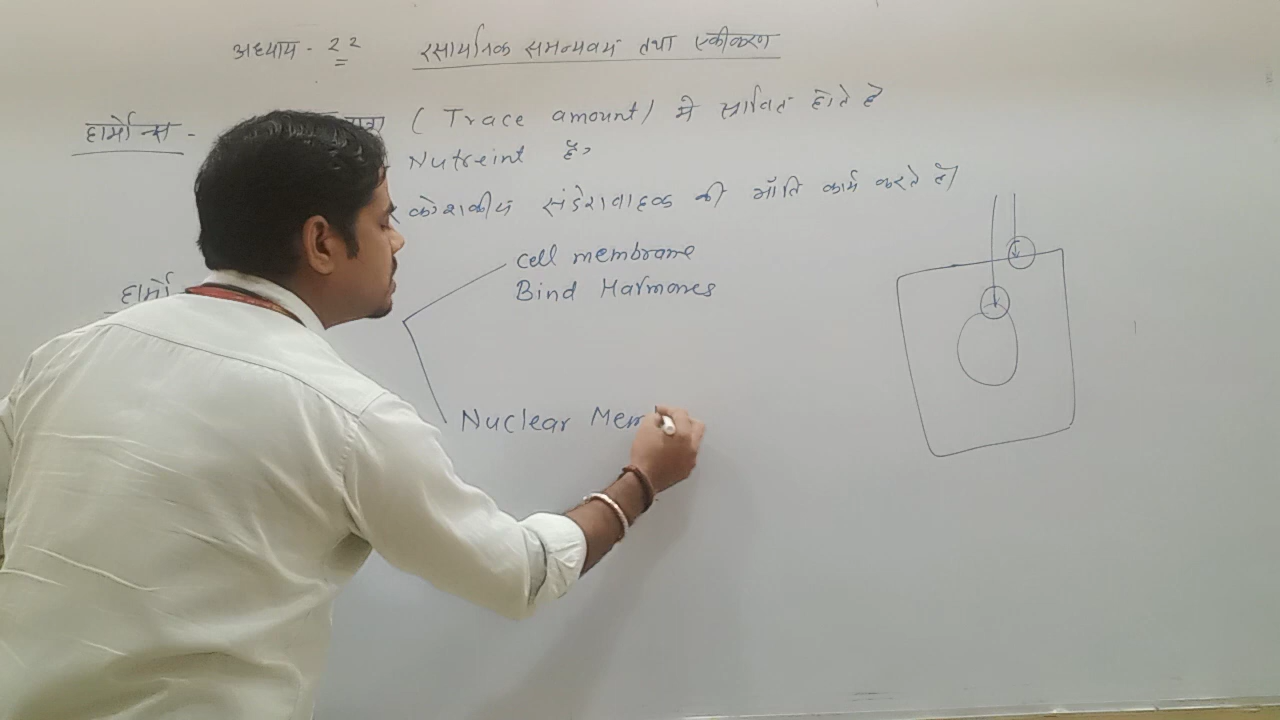 अध्याय - 22 रसायनिक समन्वय तथा एकीकरण
हार्मोन्स - मात्रा ( Trace amount) मे स्रावित होते है
Nutreint है,
कोशकीय संदेशवाहक की भाँति कार्य करते है।
cell membrane
हार्मो Bind Harmones
Nuclear Mem